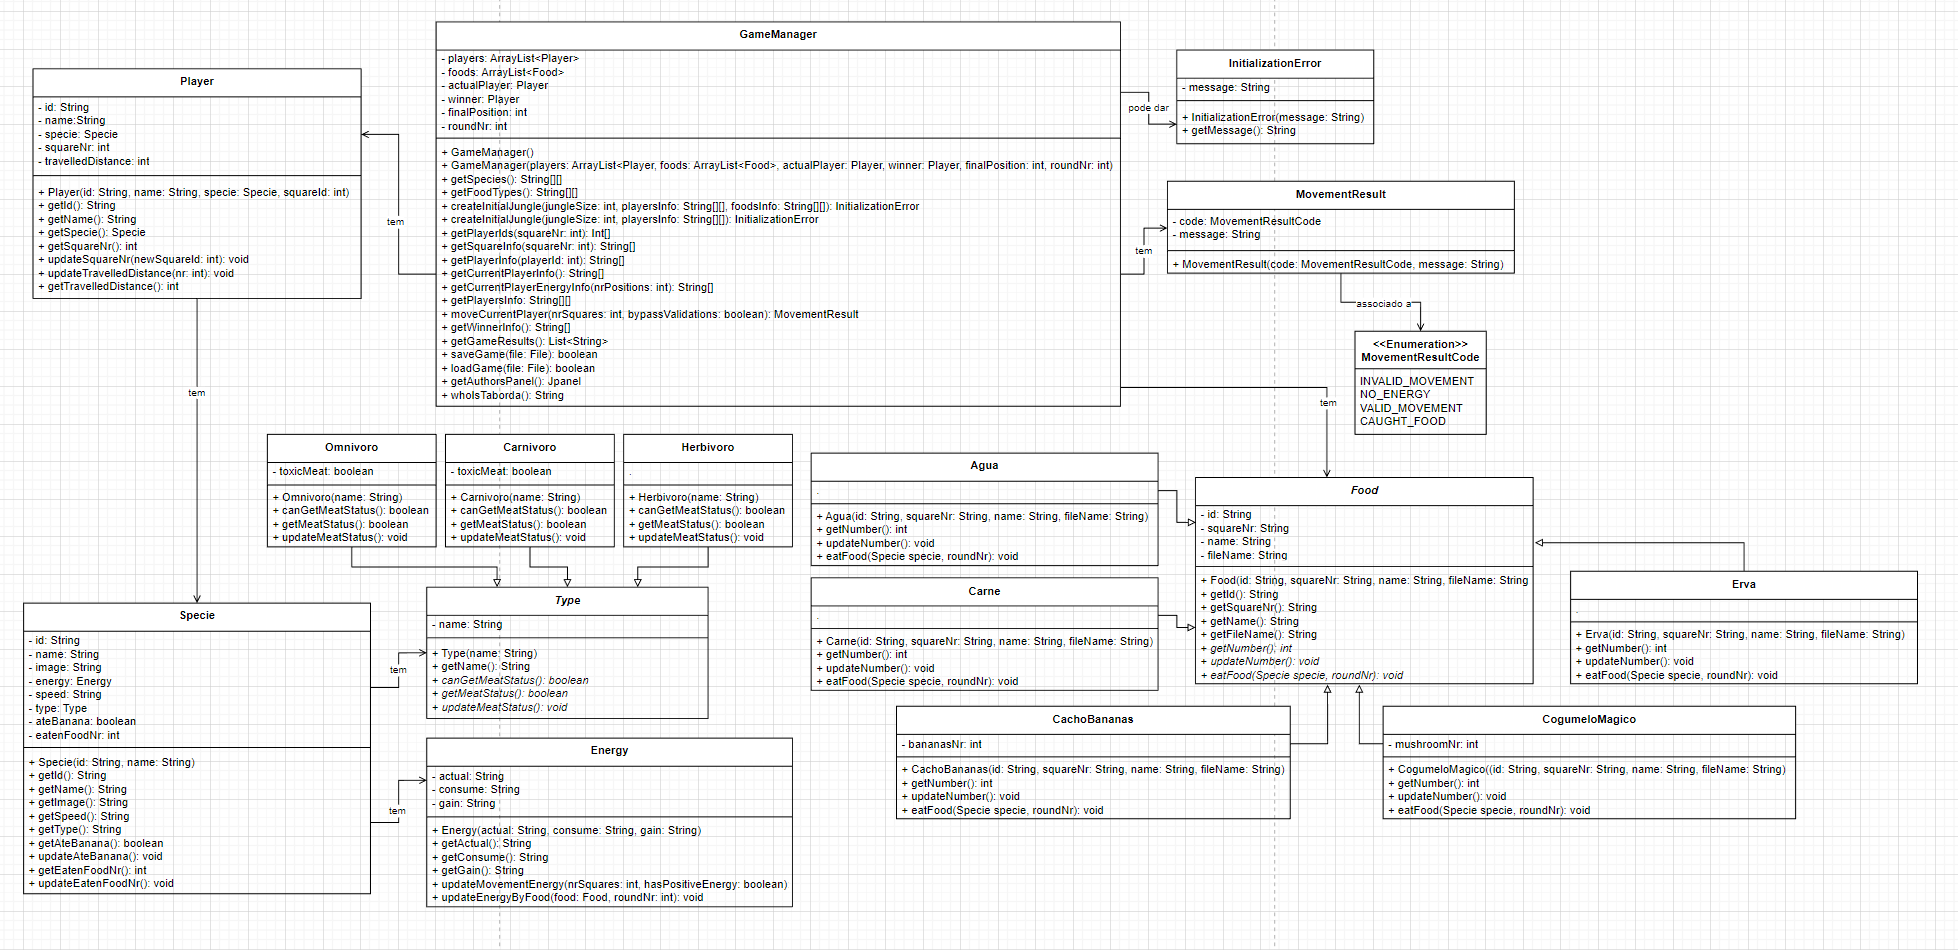 GameManager
- players: ArrayList<Player>
- foods: ArrayList<Food>
- actualPlayer: Player
- winner: Player
- finalPosition: int
- roundNr: int
+ GameManager()
+ GameManager(players: ArrayList<Player, foods: ArrayList<Food>, actualPlayer: Player, winner: Player, finalPosition: int, roundNr: int)
+ getSpecies(): String[][]
+ getFoodTypes(): String[][]
+ createInitialJungle(jungleSize: int, playersInfo: String[][], foodsInfo: String[][]): InitializationError
+ createInitialJungle(jungleSize: int, playersInfo: String[][]): InitializationError
+ getPlayerIds(squareNr: int): Int[]
+ getSquareInfo(squareNr: int): String[]
+ getPlayerInfo(playerId: int): String[]
+ getCurrentPlayerInfo(): String[]
+ getCurrentPlayerEnergyInfo(nrPositions: int): String[]
+ getPlayersInfo: String[][]
+ moveCurrentPlayer(nrSquares: int, bypassValidations: boolean): MovementResult
+ getWinnerInfo(): String[]
+ getGameResults(): List<String>
+ saveGame(file: File): boolean
+ loadGame(file: File): boolean
+ getAuthorsPanel(): Jpanel
+ whoIsTaborda(): String
Player
- id: String
- name:String
- specie: Specie
- squareNr: int
- travelledDistance: int
+ Player(id: String, name: String, specie: Specie, squareId: int)
+ getId(): String
+ getName(): String
+ getSpecie(): Specie
+ getSquareNr(): int
+ updateSquareNr(newSquareId: int): void
+ updateTravelledDistance(nr: int): void
+ getTravelledDistance(): int
tem
pode dar
InitializationError
- message: String
+ InitializationError(message: String)
+ getMessage(): String
tem
MovementResult
- code: MovementResultCode
- message: String
+ MovementResult(code: MovementResultCode, message: String)
associado a
<<Enumeration>>
MovementResultCode
INVALID_MOVEMENT
NO_ENERGY
VALID_MOVEMENT
CAUGHT_FOOD
tem
tem
Omnivoro
- toxicMeat: boolean
+ Omnivoro(name: String)
+ canGetMeatStatus(): boolean
+ getMeatStatus(): boolean
+ updateMeatStatus(): void
Carnivoro
- toxicMeat: boolean
+ Carnivoro(name: String)
+ canGetMeatStatus(): boolean
+ getMeatStatus(): boolean
+ updateMeatStatus(): void
Herbivoro
.
+ Herbivoro(name: String)
+ canGetMeatStatus(): boolean
+ getMeatStatus(): boolean
+ updateMeatStatus(): void
Agua
.
+ Agua(id: String, squareNr: String, name: String, fileName: String)
+ getNumber(): int
+ updateNumber(): void
+ eatFood(Specie specie, roundNr): void
Food
- id: String
- squareNr: String
- name: String
- fileName: String
+ Food(id: String, squareNr: String, name: String, fileName: String
+ getId(): String
+ getSquareNr(): String
+ getName(): String
+ getFileName(): String
+ getNumber(): int
+ updateNumber(): void
+ eatFood(Specie specie, roundNr): void
Erva
.
+ Erva(id: String, squareNr: String, name: String, fileName: String)
+ getNumber(): int
+ updateNumber(): void
+ eatFood(Specie specie, roundNr): void
Carne
.
+ Carne(id: String, squareNr: String, name: String, fileName: String)
+ getNumber(): int
+ updateNumber(): void
+ eatFood(Specie specie, roundNr): void
Specie
- id: String
- name: String
- image: String
- energy: Energy
- speed: String
- type: Type
- ateBanana: boolean
- eatenFoodNr: int
+ Specie(id: String, name: String)
+ getId(): String
+ getName(): String
+ getImage(): String
+ getSpeed(): String
+ getType(): String
+ getAteBanana(): boolean
+ updateAteBanana(): void
+ getEatenFoodNr(): int
+ updateEatenFoodNr(): void
tem
Type
- name: String
+ Type(name: String)
+ getName(): String
+ canGetMeatStatus(): boolean
+ getMeatStatus(): boolean
+ updateMeatStatus(): void
tem
Energy
- actual: String
- consume: String
- gain: String
+ Energy(actual: String, consume: String, gain: String)
+ getActual(): String
+ getConsume(): String
+ getGain(): String
+ updateMovementEnergy(nrSquares: int, hasPositiveEnergy: boolean)
+ updateEnergyByFood(food: Food, roundNr: int): void
CachoBananas
- bananasNr: int
+ CachoBananas(id: String, squareNr: String, name: String, fileName: String)
+ getNumber(): int
+ updateNumber(): void
+ eatFood(Specie specie, roundNr): void
CogumeloMagico
- mushroomNr: int
+ CogumeloMagico((id: String, squareNr: String, name: String, fileName: String)
+ getNumber(): int
+ updateNumber(): void
+ eatFood(Specie specie, roundNr): void